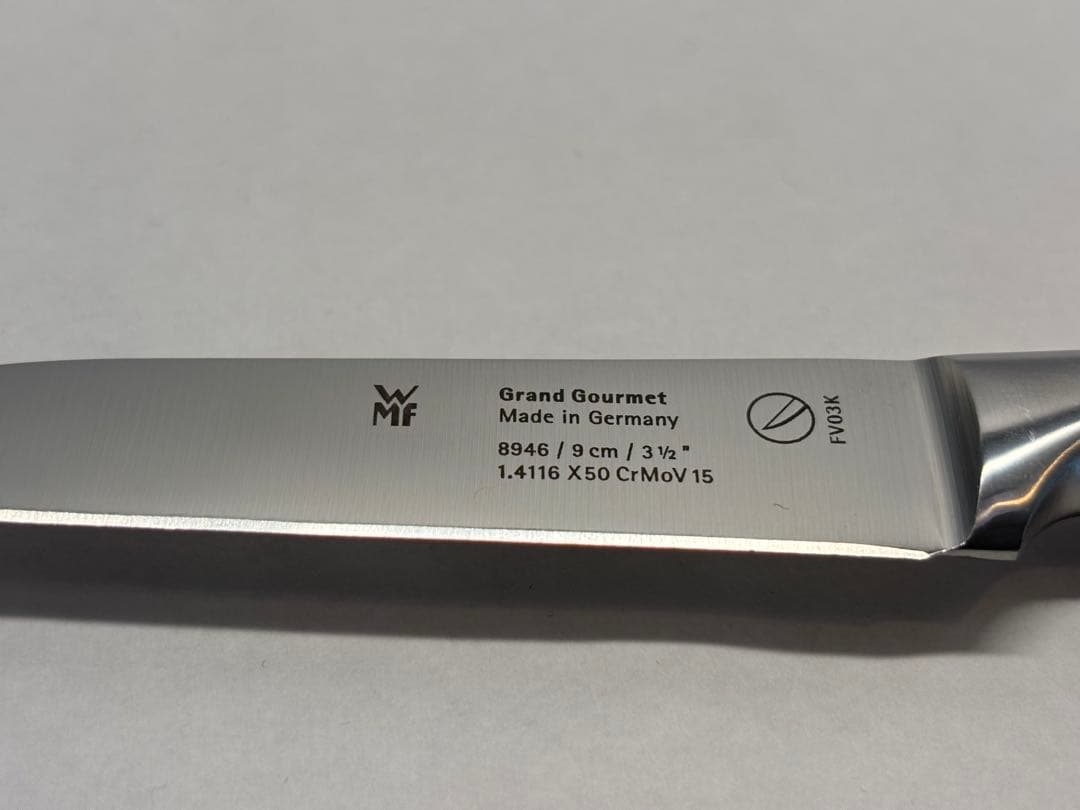 WMF
Grand Gourmet
Made in Germany
8946 / 9 cm / 3 ½ "
1.4116 X50 CrMoV 15
FV03K